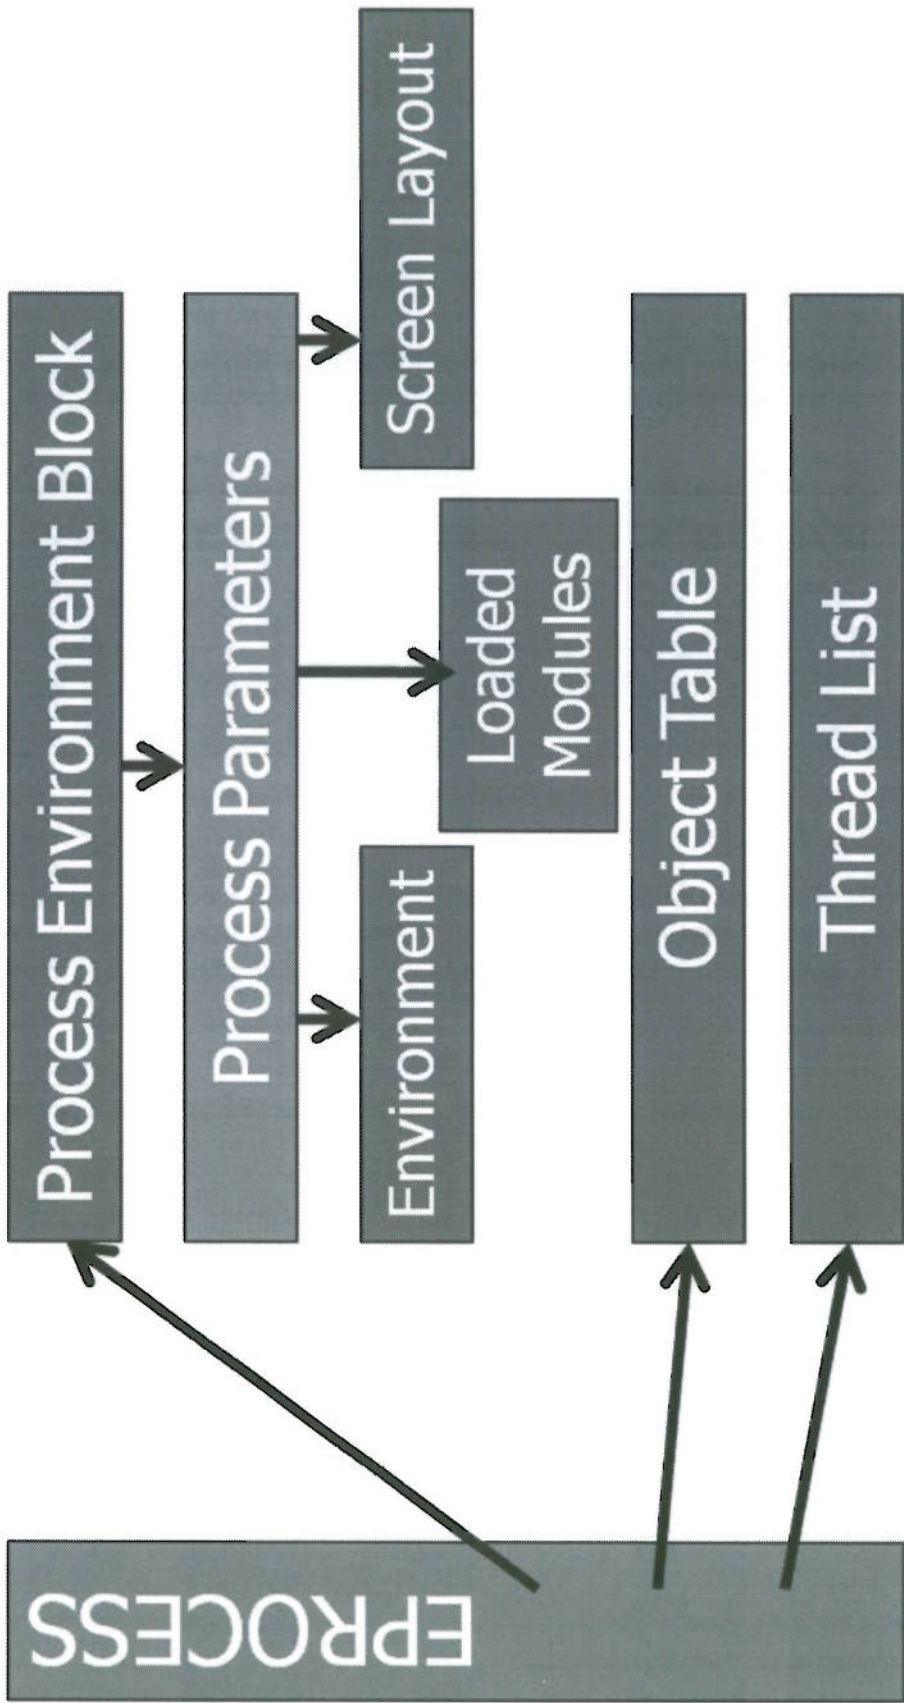 EPROCESS
Process Environment Block
Process Parameters
Environment
Loaded
Modules
Screen Layout
Object Table
Thread List